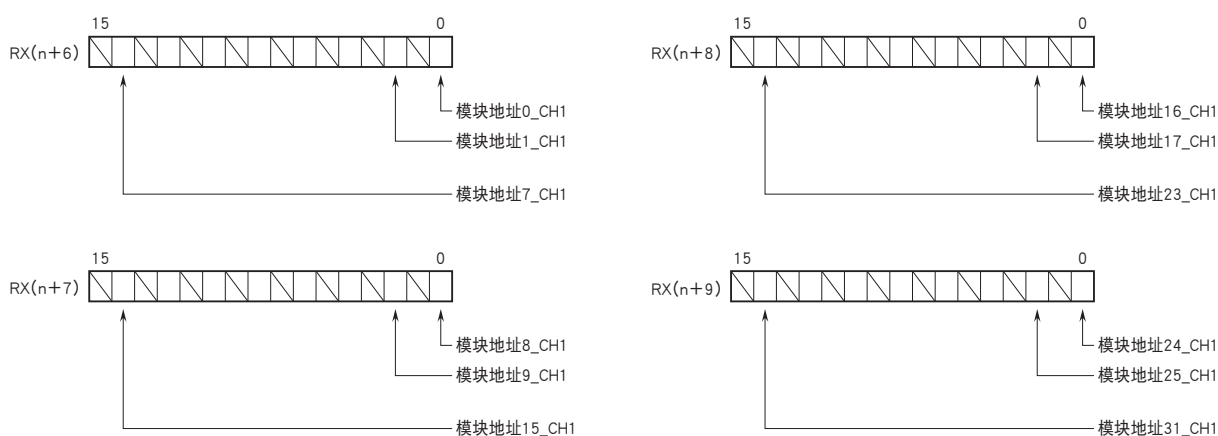 15 0
RX(n+6)
模块地址0_CH1
模块地址1_CH1
模块地址7_CH1
15 0
RX(n+8)
模块地址16_CH1
模块地址17_CH1
模块地址23_CH1
15 0
RX(n+7)
模块地址8_CH1
模块地址9_CH1
模块地址15_CH1
15 0
RX(n+9)
模块地址24_CH1
模块地址25_CH1
模块地址31_CH1